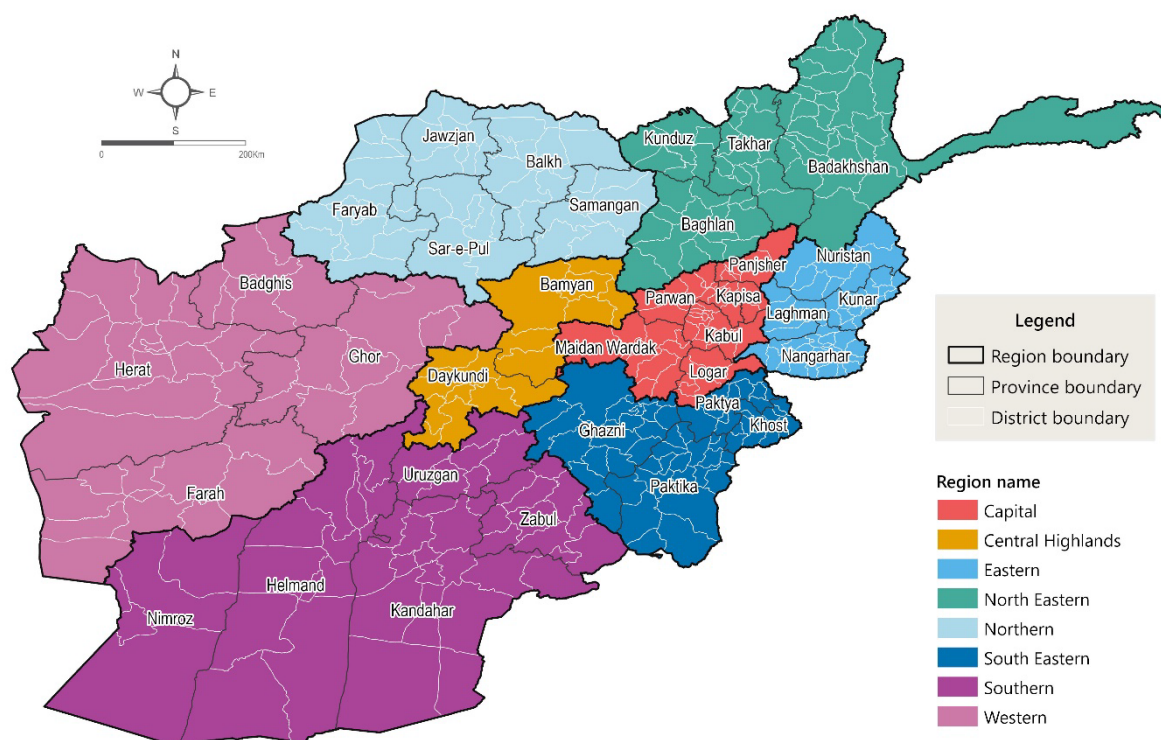 N
W E
S
0 200Km
Jawzjan
Balkh
Kunduz
Takhar
Badakhshan
Faryab
Samangan
Baghlan
Sar-e-Pul
Badghis
Bamyan
Panjsher
Nuristan
Parwan
Kapisa
Kunar
Laghman
Herat
Ghor
Maidan Wardak
Kabul
Nangarhar
Daykundi
Logar
Paktya
Khost
Ghazni
Uruzgan
Paktika
Farah
Zabul
Helmand
Kandahar
Nimroz
Legend
Region boundary
Province boundary
District boundary
Region name
Capital
Central Highlands
Eastern
North Eastern
Northern
South Eastern
Southern
Western